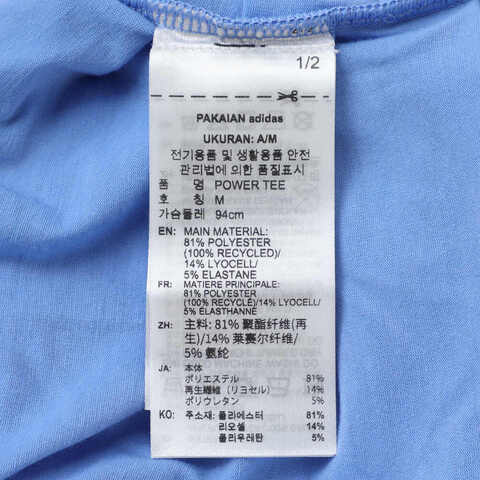 1/2
PAKAIAN adidas
UKURAN: A/M
전기용품 및 생활용품 안전
관리법에 의한 품질표시
품 명 POWER TEE
호 칭 M
가슴둘레 94cm
EN: MAIN MATERIAL:
81% POLYESTER
(100% RECYCLED)/
14% LYOCELL/
5% ELASTANE
FR: MATIERE PRINCIPALE:
81% POLYESTER
(100% RECYCLE)/14% LYOCELL/
5% ELASTHANNE
ZH: 主料: 81% 聚酯纤维(再
生)/14% 莱赛尔纤维/
5% 氨纶
JA: 本体
ポリエステル 81%
再生繊維（リヨセル） 14%
ポリウレタン 5%
KO: 주소재: 폴리에스터 81%
리오셀 14%
폴리우레탄 5%